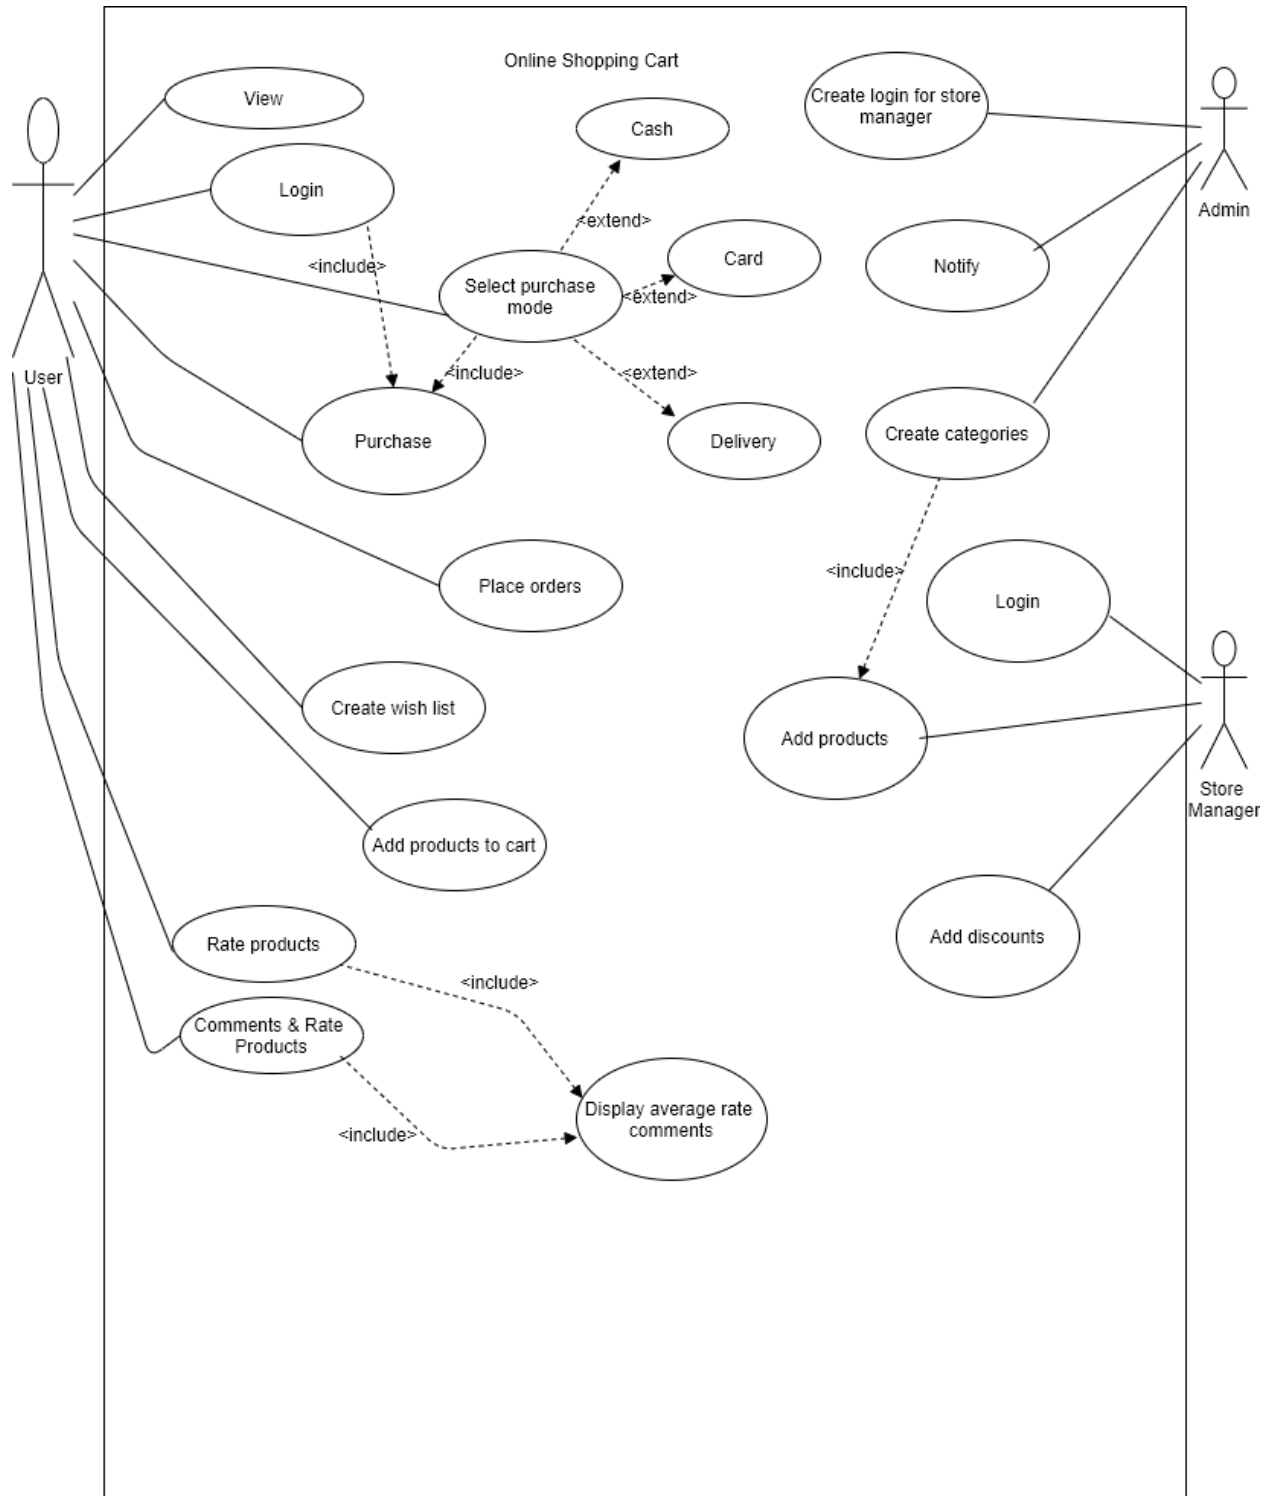 Online Shopping Cart
View
Create login for store
manager
Cash
Login
Admin
<extend>
Card
<include>
Notify
Select purchase
mode
<extend>
User
<include>
<extend>
Purchase
Delivery
Create categories
<include>
Place orders
Login
Create wish list
Add products
Store
Manager
Add products to cart
Rate products
Add discounts
<include>
Comments & Rate
Products
Display average rate
comments
<include>